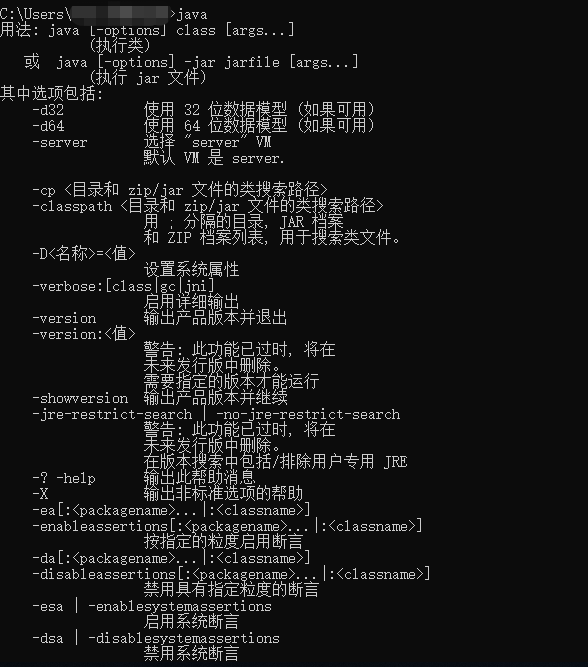 C:\Users\>java
用法: java [-options] class [args...]
(执行类)
或 java [-options] -jar jarfile [args...]
(执行 jar 文件)
其中选项包括:
-d32 使用 32 位数据模型 (如果可用)
-d64 使用 64 位数据模型 (如果可用)
-server 选择 "server" VM
默认 VM 是 server.
-cp <目录和 zip/jar 文件的类搜索路径>
-classpath <目录和 zip/jar 文件的类搜索路径>
用 ; 分隔的目录, JAR 档案
和 ZIP 档案列表, 用于搜索类文件。
-D<名称>=<值>
设置系统属性
-verbose:[class|gc|jni]
启用详细输出
-version 输出产品版本并退出
-version:<值>
警告: 此功能已过时, 将在
未来发行版中删除。
需要指定的版本才能运行
-showversion 输出产品版本并继续
-jre-restrict-search | -no-jre-restrict-search
警告: 此功能已过时, 将在
未来发行版中删除。
在版本搜索中包括/排除用户专用 JRE
-? -help 输出此帮助消息
-X 输出非标准选项的帮助
-ea[:<packagename>...|:<classname>]
-enableassertions[:<packagename>...|:<classname>]
按指定的粒度启用断言
-da[:<packagename>...|:<classname>]
-disableassertions[:<packagename>...|:<classname>]
禁用具有指定粒度的断言
-esa | -enablesystemassertions
启用系统断言
-dsa | -disablesystemassertions
禁用系统断言